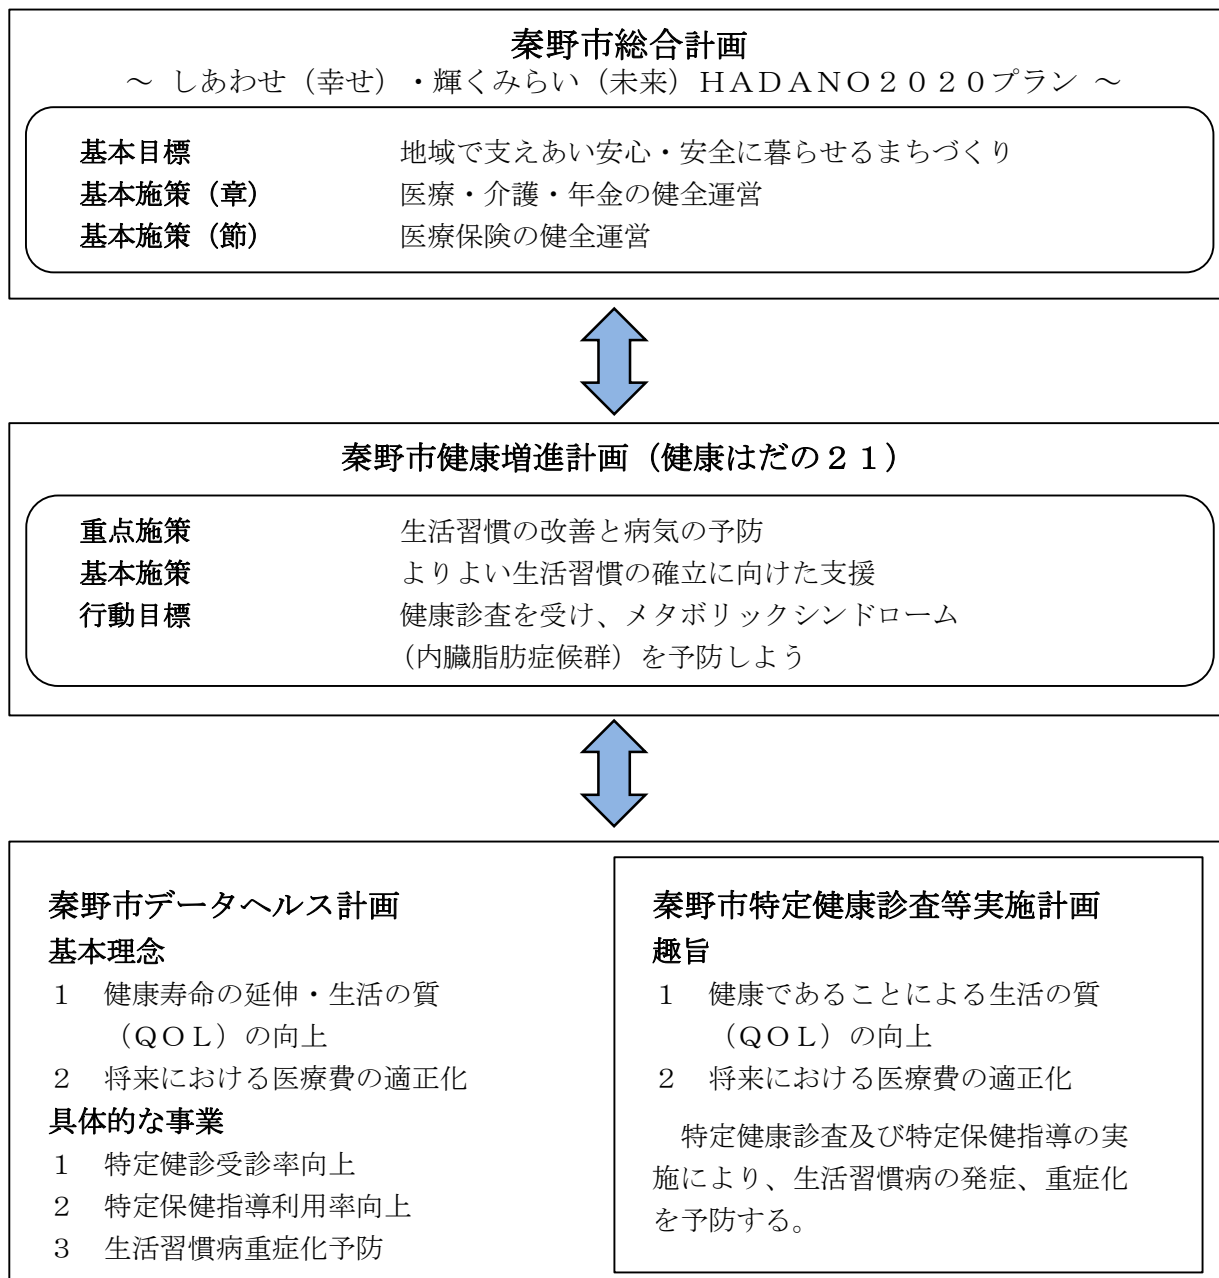 秦野市総合計画
～ しあわせ（幸せ）・輝くみらい（未来）ＨＡＤＡＮＯ２０２０プラン ～
基本目標　地域で支えあい安心・安全に暮らせるまちづくり
基本施策（章）　医療・介護・年金の健全運営
基本施策（節）　医療保険の健全運営
秦野市健康増進計画（健康はだの２１）
重点施策　生活習慣の改善と病気の予防
基本施策　よりよい生活習慣の確立に向けた支援
行動目標　健康診査を受け、メタボリックシンドローム
（内臓脂肪症候群）を予防しよう
秦野市データヘルス計画
基本理念
１　健康寿命の延伸・生活の質
（ＱＯＬ）の向上
２　将来における医療費の適正化
具体的な事業
１　特定健診受診率向上
２　特定保健指導利用率向上
３　生活習慣病重症化予防
秦野市特定健康診査等実施計画
趣旨
１　健康であることによる生活の質
（ＱＯＬ）の向上
２　将来における医療費の適正化
特定健康診査及び特定保健指導の実
施により、生活習慣病の発症、重症化
を予防する。